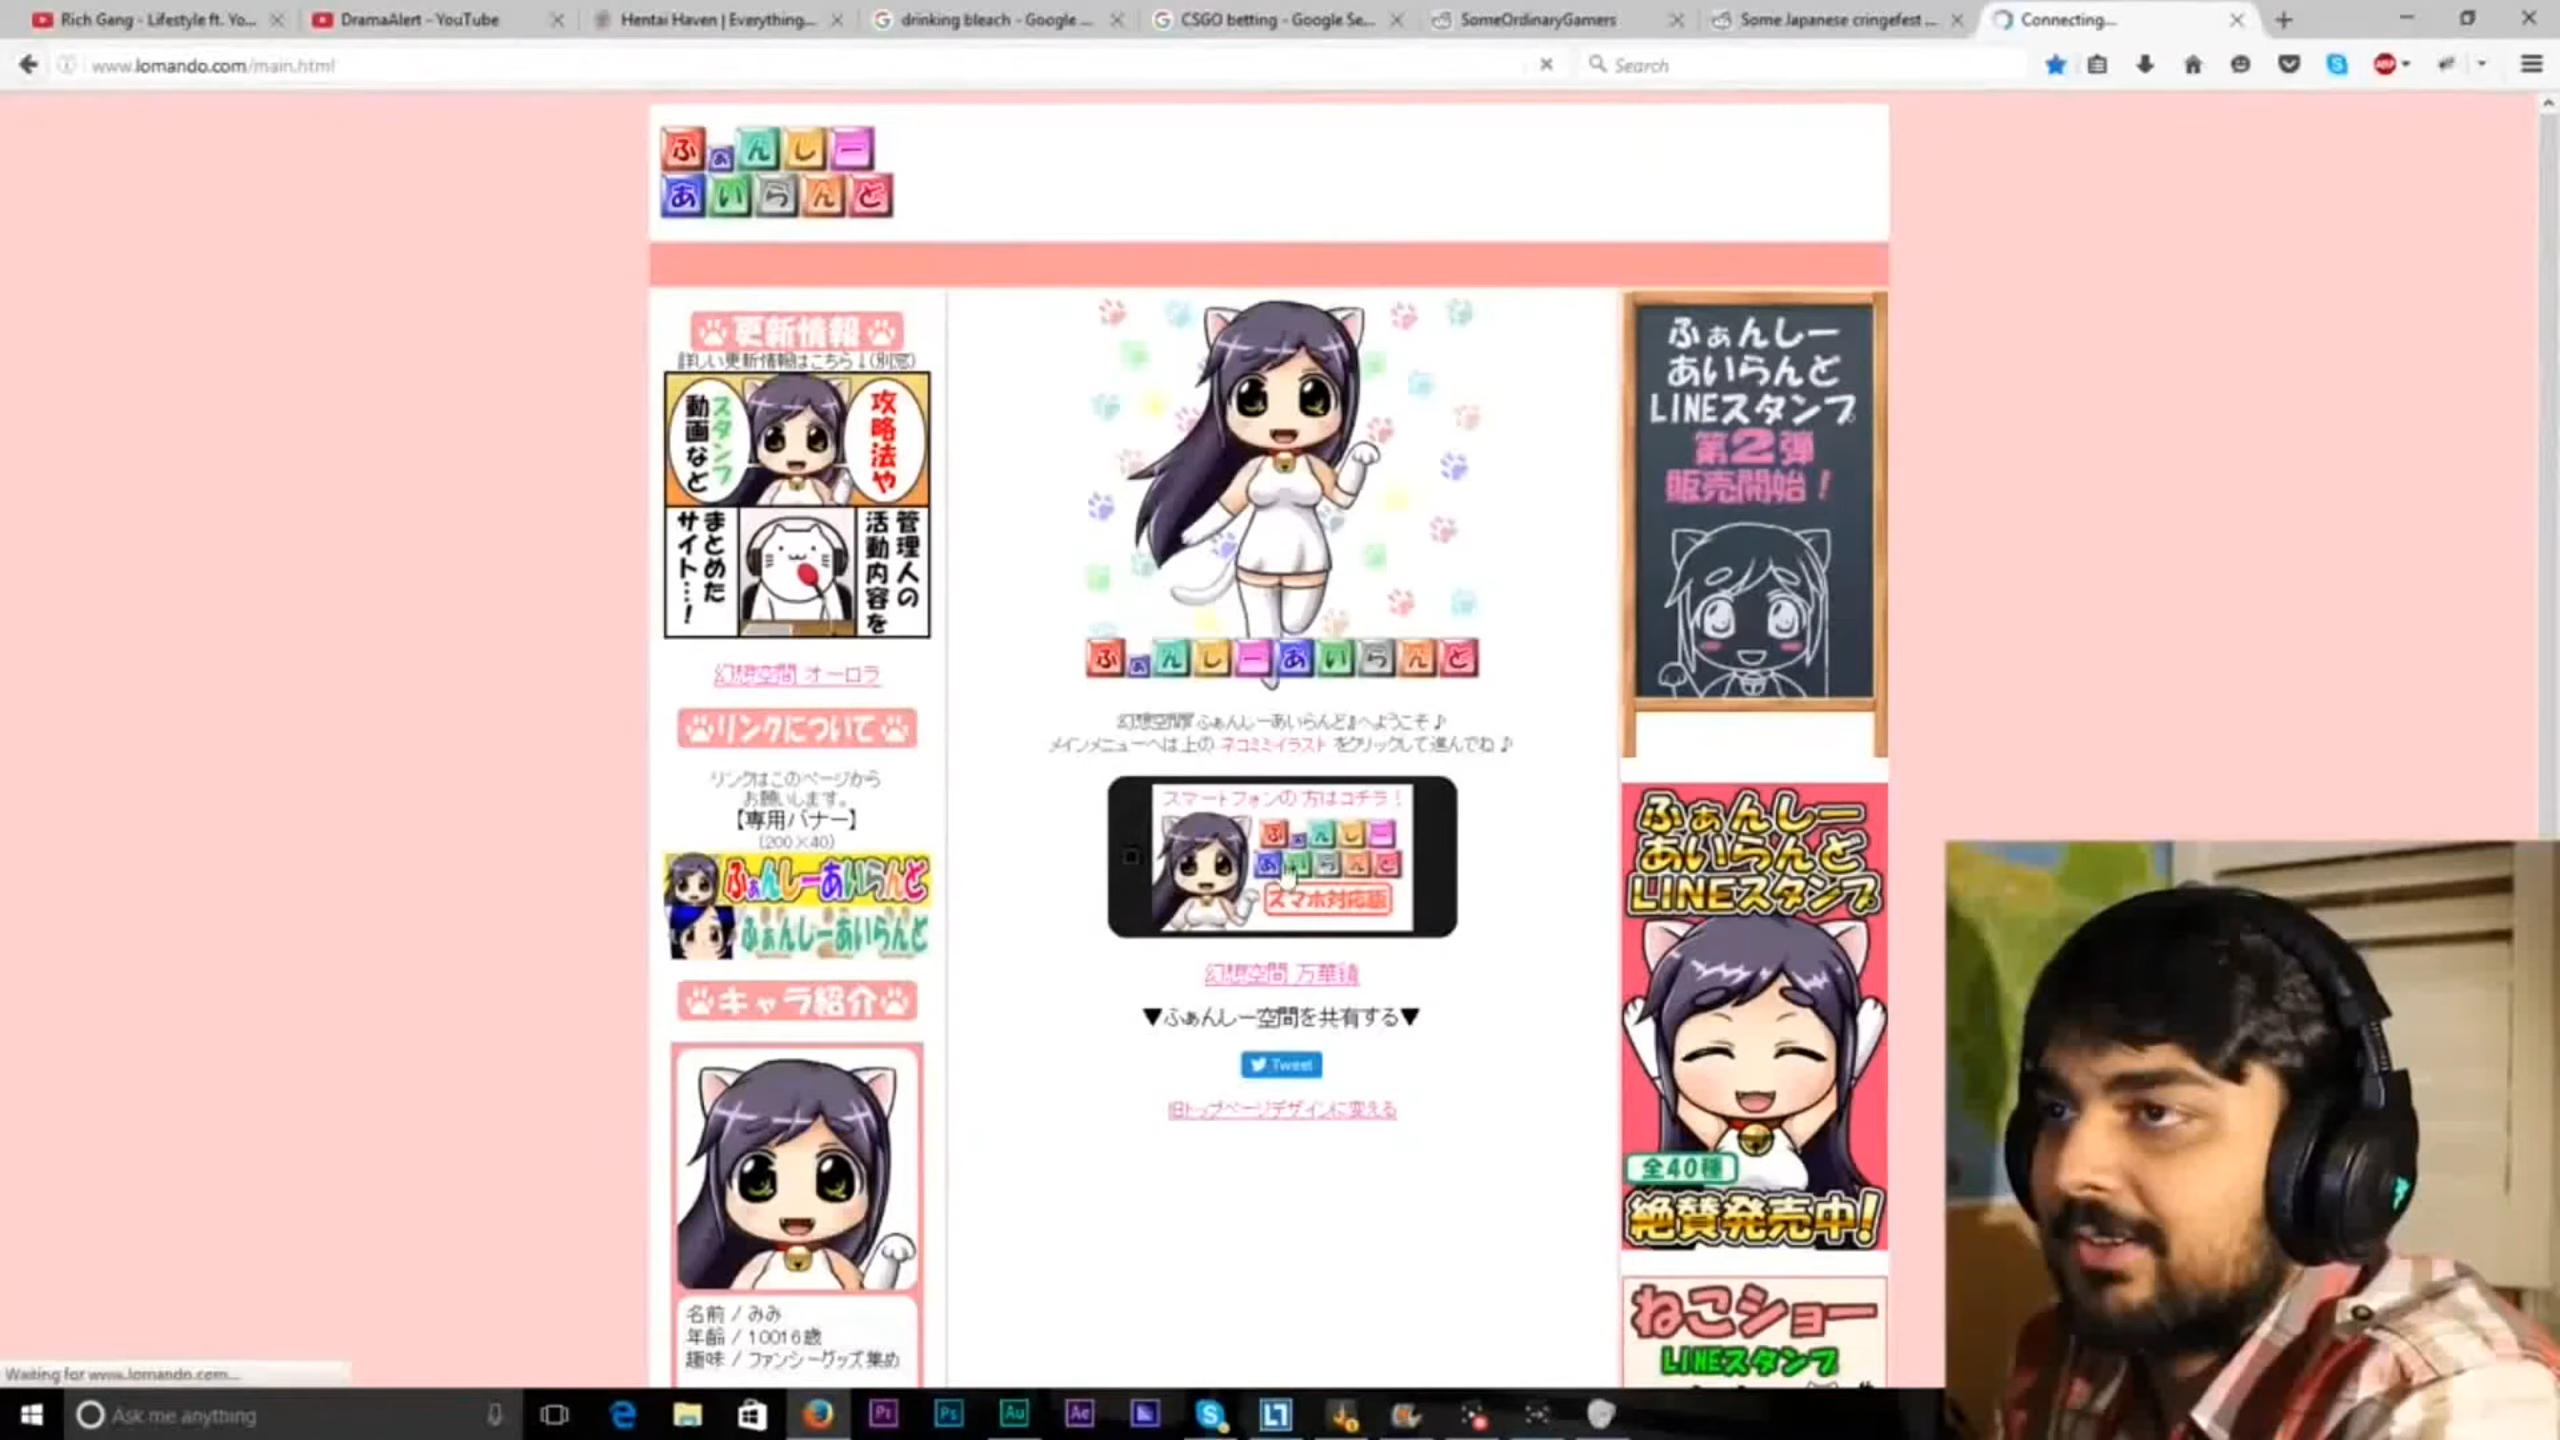 Rich Gang - Lifestyle ft. Yo...
DramaAlert - YouTube
Hentai Haven | Everything...
drinking bleach - Google ...
CSGO betting - Google Se...
SomeOrdinaryGamers
Some Japanese cringefest ...
Connecting...
www.lomando.com/main.html
Search
ABP
ふぁんしー
あいらんど
更新情報
詳しい更新情報はこちら↓(別窓)
攻略法や
スタンプ
動画など
管理人の
活動内容を
まとめた
サイト…!
幻想空間 オーロラ
リンクについて
リンクはこのページから
お願いします。
【専用バナー】
(200×40)
ふぁんしーあいらんど
ふぁんしーあいらんど
キャラ紹介
名前 / みみ
年齢 / 10016歳
趣味 / ファンシーグッズ集め
ふぁんしーあいらんど
幻想空間『ふぁんしーあいらんど』へようこそ♪
メインメニューへは上の ネコミミイラスト をクリックして進んでね♪
スマートフォンの方はコチラ!
ふぁんしー
あいらんど
スマホ対応版
幻想空間 万華鏡
▼ふぁんしー空間を共有する▼
Tweet
旧トップページデザインに変える
ふぁんしー
あいらんど
LINEスタンプ
第2弾
販売開始!
ふぁんしー
あいらんど
LINEスタンプ
全40種
絶賛発売中!
ねこショー
LINEスタンプ
Waiting for www.lomando.com...
Ask me anything
Pr
Ps
Au
Ae